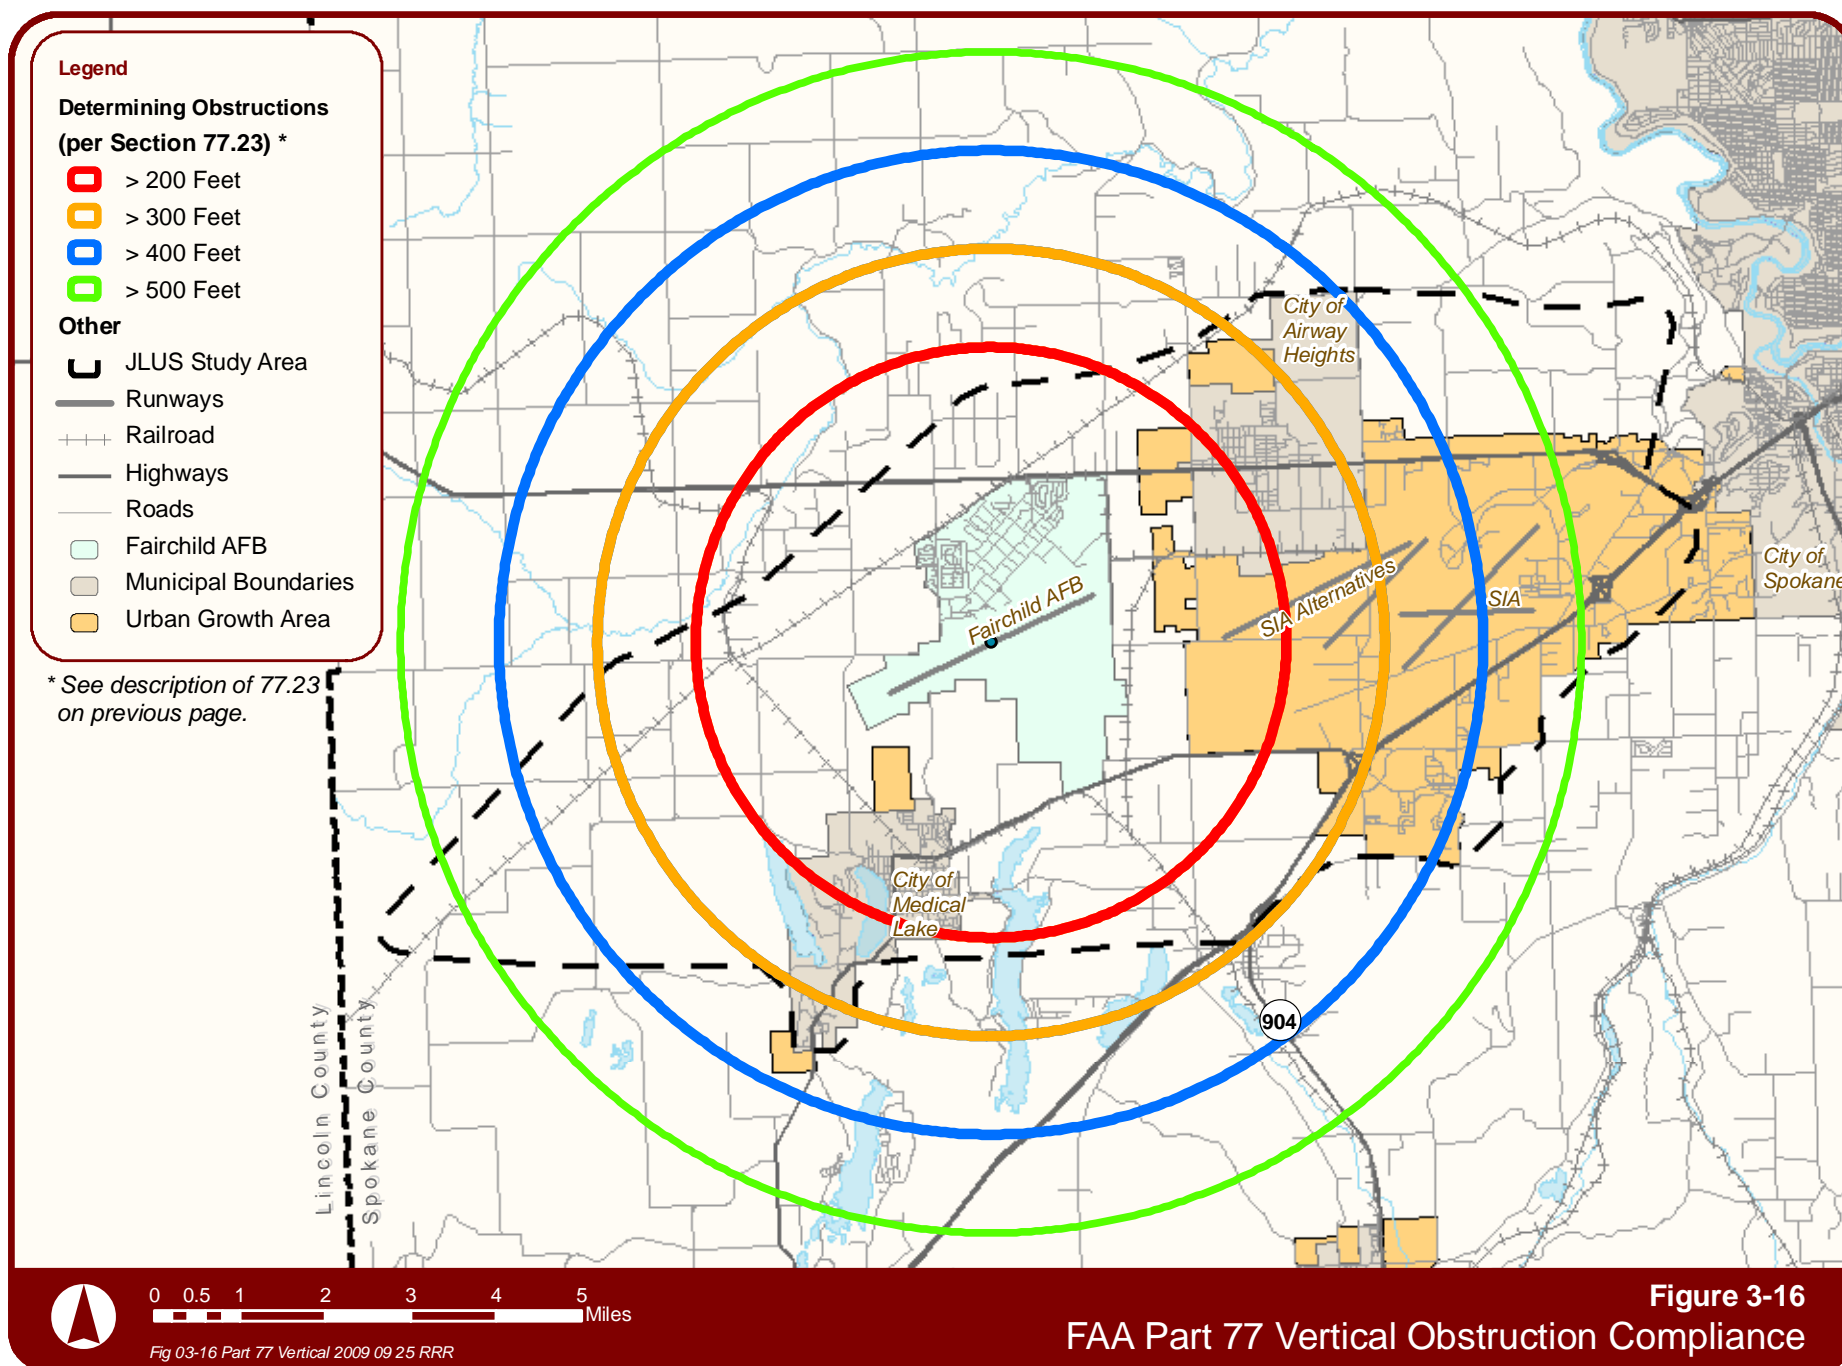 Legend
Determining Obstructions
(per Section 77.23) *
> 200 Feet
> 300 Feet
> 400 Feet
> 500 Feet
Other
JLUS Study Area
Runways
Railroad
Highways
Roads
Fairchild AFB
Municipal Boundaries
Urban Growth Area
* See description of 77.23
on previous page.
City of
Airway
Heights
City of
Spokane
Fairchild AFB
SIA Alternatives
SIA
City of
Medical
Lake
904
Lincoln County
Spokane County
0 0.5 1 2 3 4 5
Miles
Fig 03-16 Part 77 Vertical 2009 09 25 RRR
Figure 3-16
FAA Part 77 Vertical Obstruction Compliance